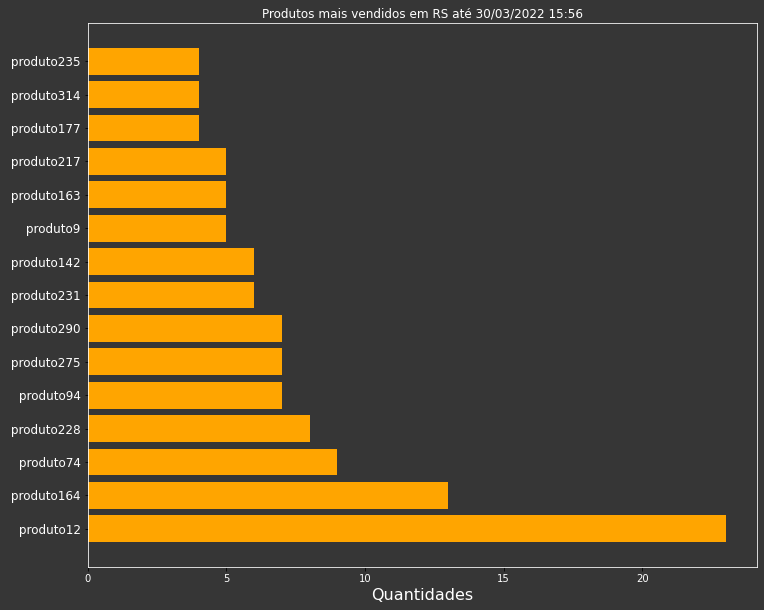 Produtos mais vendidos em RS até 30/03/2022 15:56
produto235
produto314
produto177
produto217
produto163
produto9
produto142
produto231
produto290
produto275
produto94
produto228
produto74
produto164
produto12
0 5 10 15 20
Quantidades